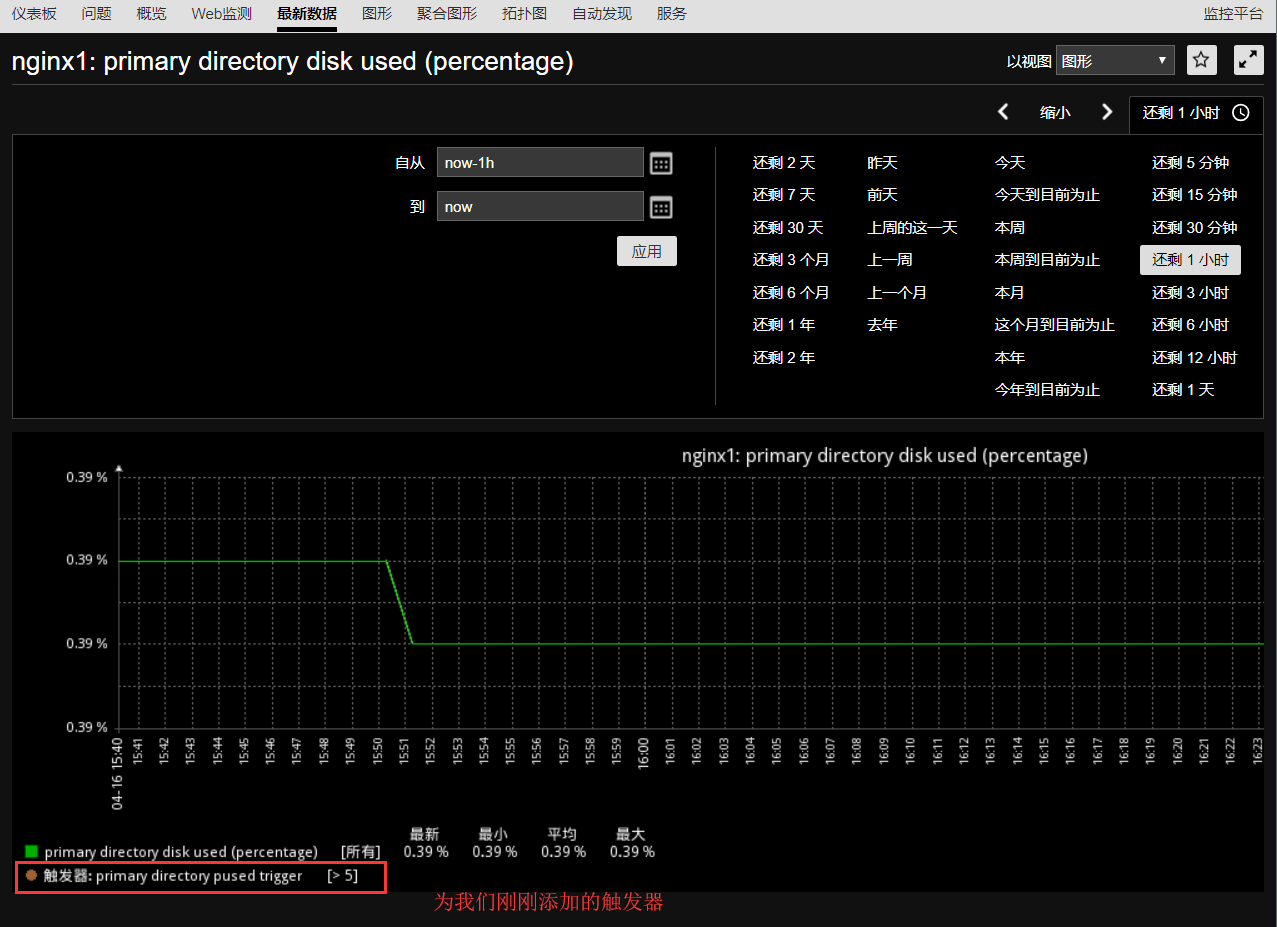 仪表板 问题 概览 Web监测 最新数据 图形 聚合图形 拓扑图 自动发现 服务 监控平台
nginx1: primary directory disk used (percentage) 以视图 图形
缩小 还剩 1 小时
自从 now-1h
到 now
应用
还剩 2 天 昨天 今天 还剩 5 分钟
还剩 7 天 前天 今天到目前为止 还剩 15 分钟
还剩 30 天 上周的这一天 本周 还剩 30 分钟
还剩 3 个月 上一周 本周到目前为止 还剩 1 小时
还剩 6 个月 上一个月 本月 还剩 3 小时
还剩 1 年 去年 这个月到目前为止 还剩 6 小时
还剩 2 年 本年 还剩 12 小时
今年到目前为止 还剩 1 天
nginx1: primary directory disk used (percentage)
0.39 %
0.39 %
0.39 %
0.39 %
04-16 15:40 15:41 15:42 15:43 15:44 15:45 15:46 15:47 15:48 15:49 15:50 15:51 15:52 15:53 15:54 15:55 15:56 15:57 15:58 15:59 16:00 16:01 16:02 16:03 16:04 16:05 16:06 16:07 16:08 16:09 16:10 16:11 16:12 16:13 16:14 16:15 16:16 16:17 16:18 16:19 16:20 16:21 16:22 16:23
最新 最小 平均 最大
primary directory disk used (percentage) [所有] 0.39 % 0.39 % 0.39 % 0.39 %
触发器: primary directory pused trigger [> 5]
为我们刚刚添加的触发器